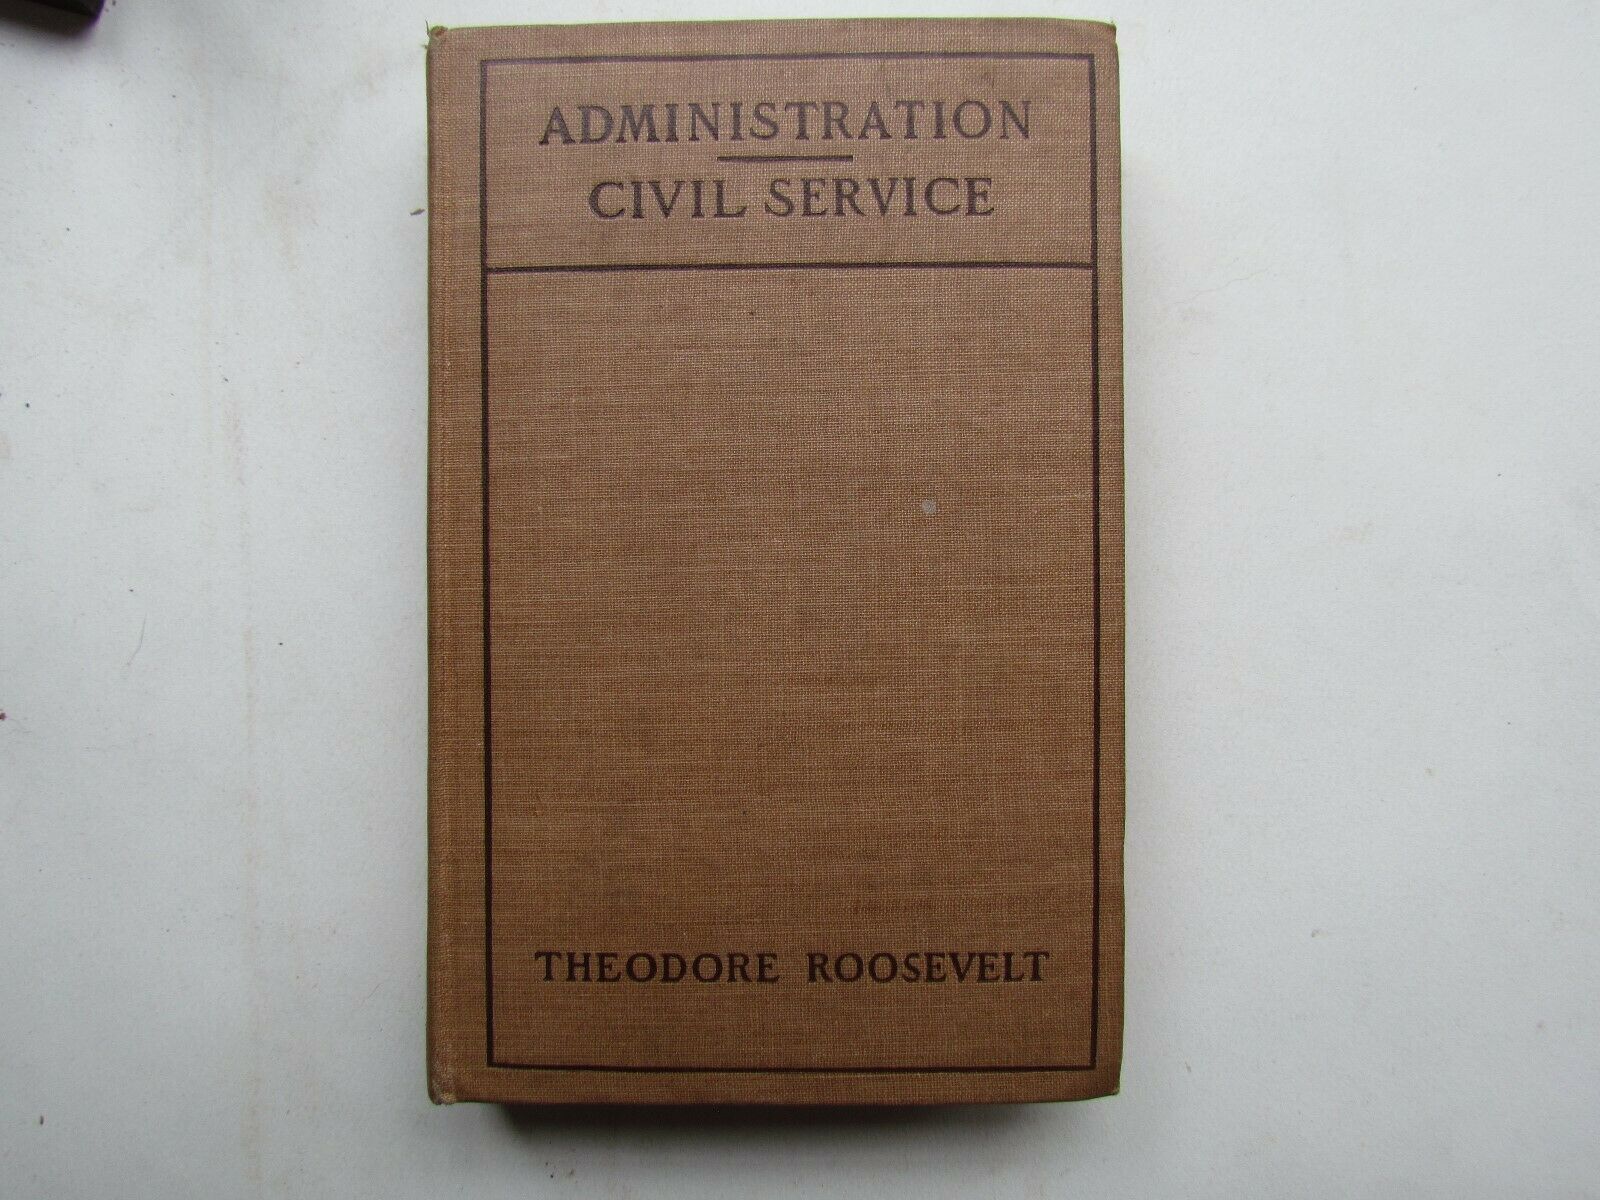 ADMINISTRATION
CIVIL SERVICE
THEODORE ROOSEVELT